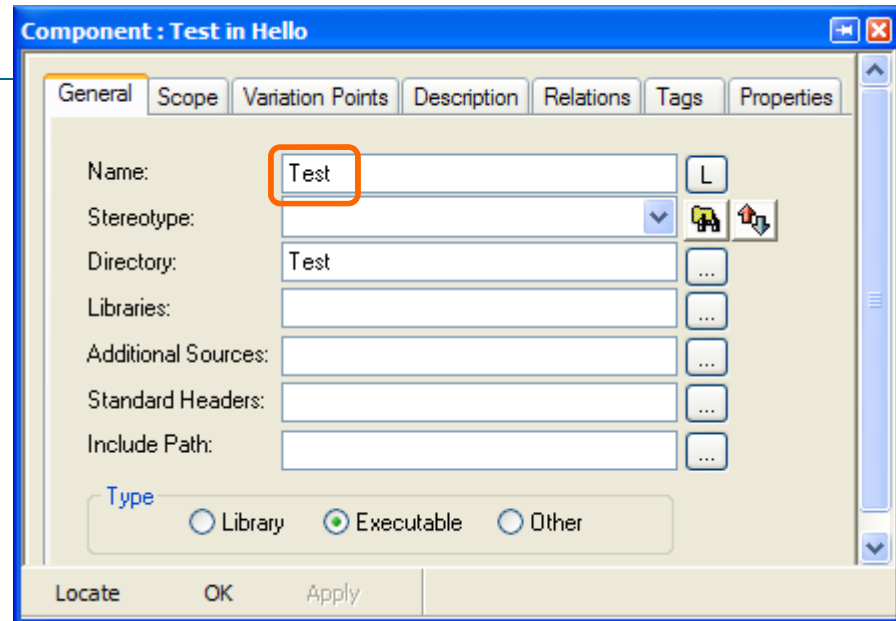 Component : Test in Hello
General Scope Variation Points Description Relations Tags Properties
Name: Test L
Stereotype:
Directory: Test ...
Libraries: ...
Additional Sources: ...
Standard Headers: ...
Include Path: ...
Type
Library Executable Other
Locate OK Apply